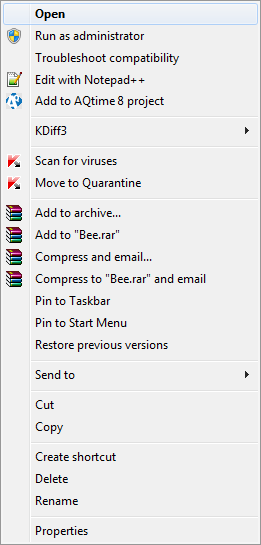 Open
Run as administrator
Troubleshoot compatibility
Edit with Notepad++
Add to AQtime 8 project
KDiff3
Scan for viruses
Move to Quarantine
Add to archive...
Add to "Bee.rar"
Compress and email...
Compress to "Bee.rar" and email
Pin to Taskbar
Pin to Start Menu
Restore previous versions
Send to
Cut
Copy
Create shortcut
Delete
Rename
Properties